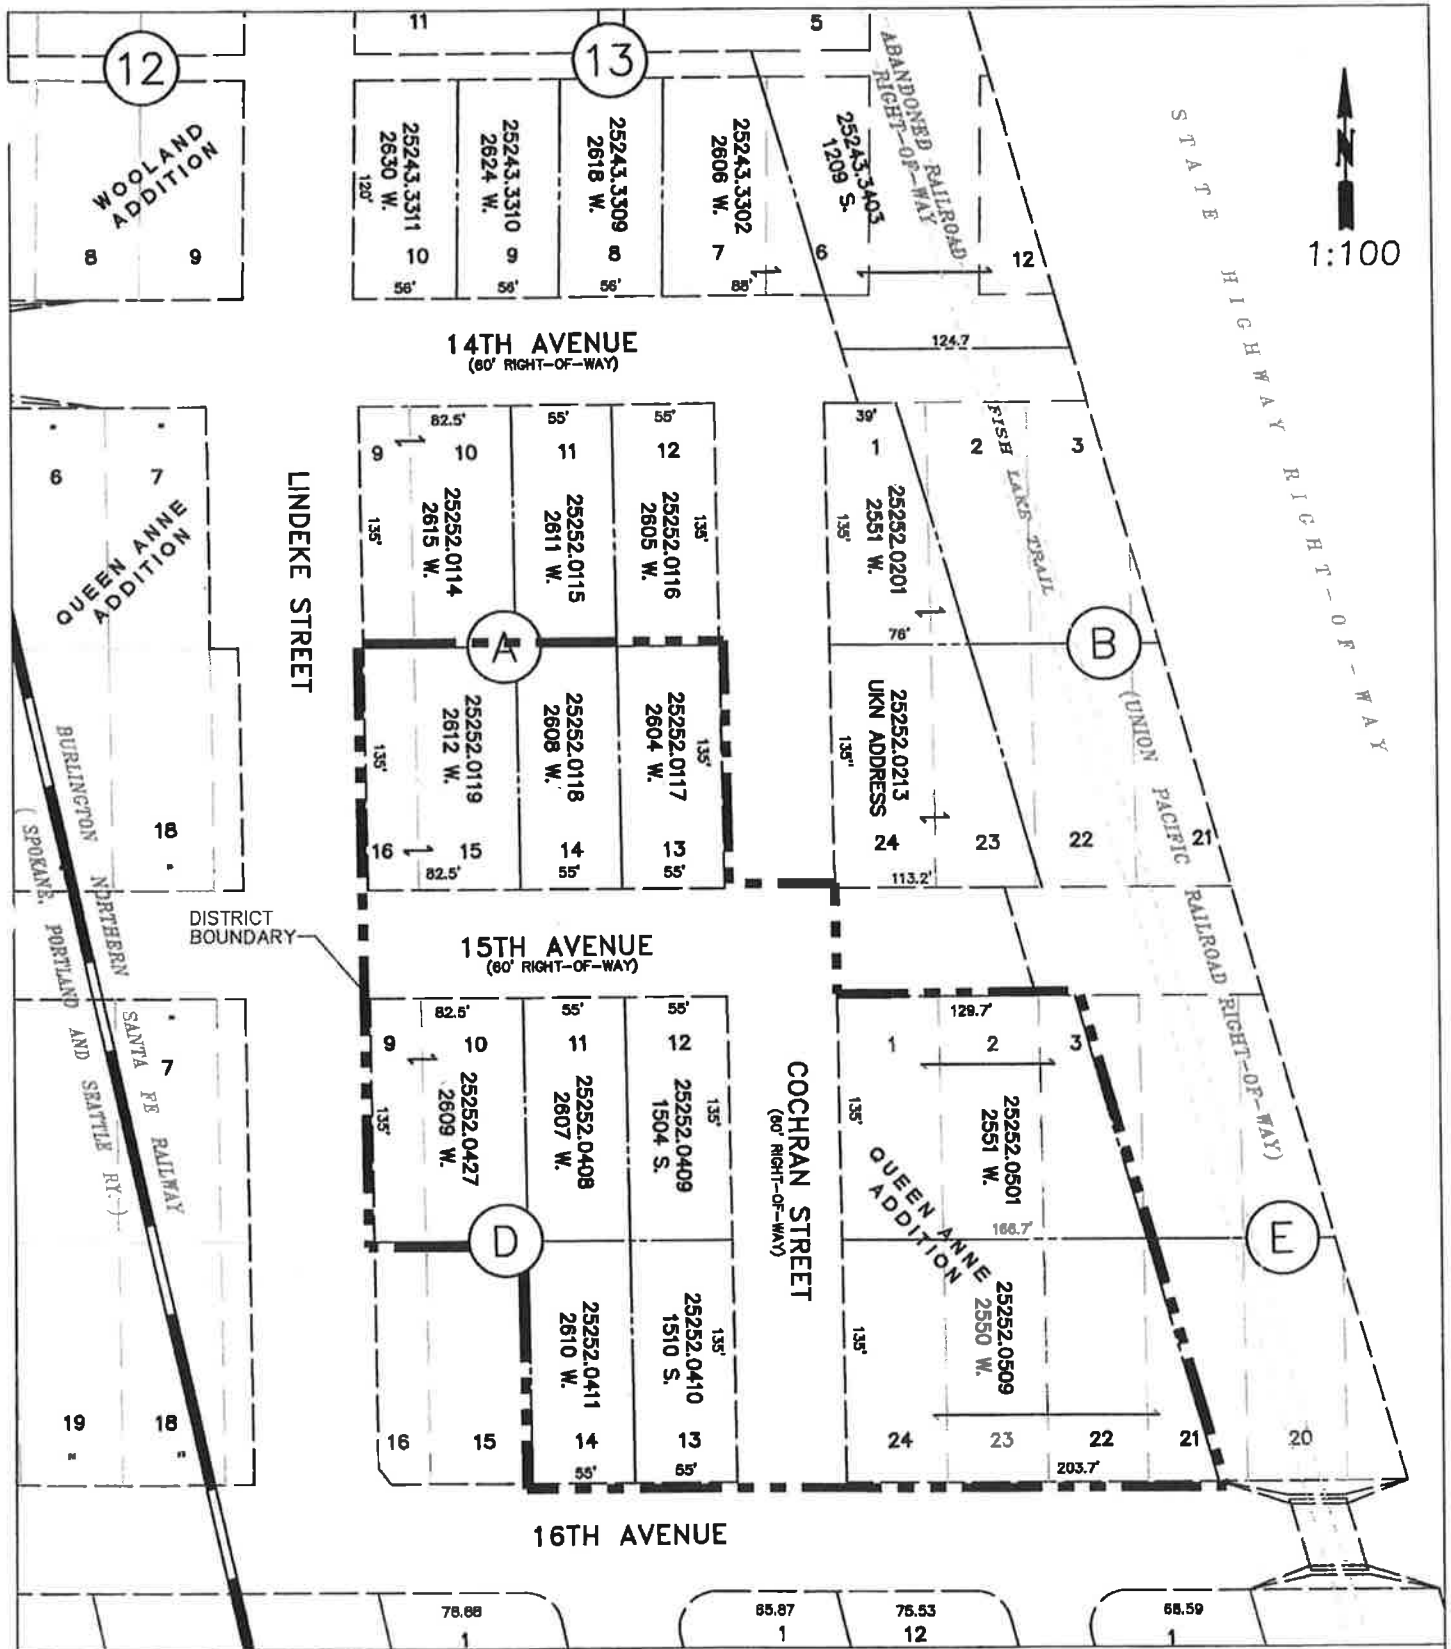 12
11
13
5
WOOLAND
ADDITION
8
9
25243.3311
2630 W.
120'
10
56'
25243.3310
2624 W.
9
56'
25243.3309
2618 W.
8
56'
25243.3302
2606 W.
7
88'
25243.3403
1209 S.
6
ABANDONED RAILROAD
RIGHT-OF-WAY
12
STATE HIGHWAY RIGHT-OF-WAY
N
1:100
14TH AVENUE
(60' RIGHT-OF-WAY)
124.7
6
7
QUEEN ANNE
ADDITION
LINDEKE STREET
82.5'
9
10
135'
25252.0114
2615 W.
55'
11
25252.0115
2611 W.
55'
12
25252.0116
2605 W.
135'
39'
1
135'
25252.0201
2551 W.
76'
2
3
FISH LAKE TRAIL
A
B
135'
25252.0119
2612 W.
16
15
82.5'
25252.0118
2608 W.
14
55'
25252.0117
2604 W.
135'
13
55'
135"
25252.0213
UKN ADDRESS
24
23
22
21
113.2'
(UNION PACIFIC RAILROAD RIGHT-OF-WAY)
BURLINGTON NORTHERN SANTA FE RAILWAY
(SPOKANE, PORTLAND AND SEATTLE RY.)
18
DISTRICT
BOUNDARY
15TH AVENUE
(60' RIGHT-OF-WAY)
7
82.5'
9
10
135'
25252.0427
2609 W.
55'
11
25252.0408
2607 W.
55'
12
25252.0409
1504 S.
135'
COCHRAN STREET
(60' RIGHT-OF-WAY)
129.7'
1
2
3
135'
25252.0501
2551 W.
QUEEN ANNE
ADDITION
166.7'
D
E
25252.0411
2610 W.
25252.0410
1510 S.
135'
135'
25252.0509
2550 W.
19
18
16
15
14
55'
13
55'
24
23
22
21
20
203.7'
16TH AVENUE
1
65.87
1
76.53
12
1